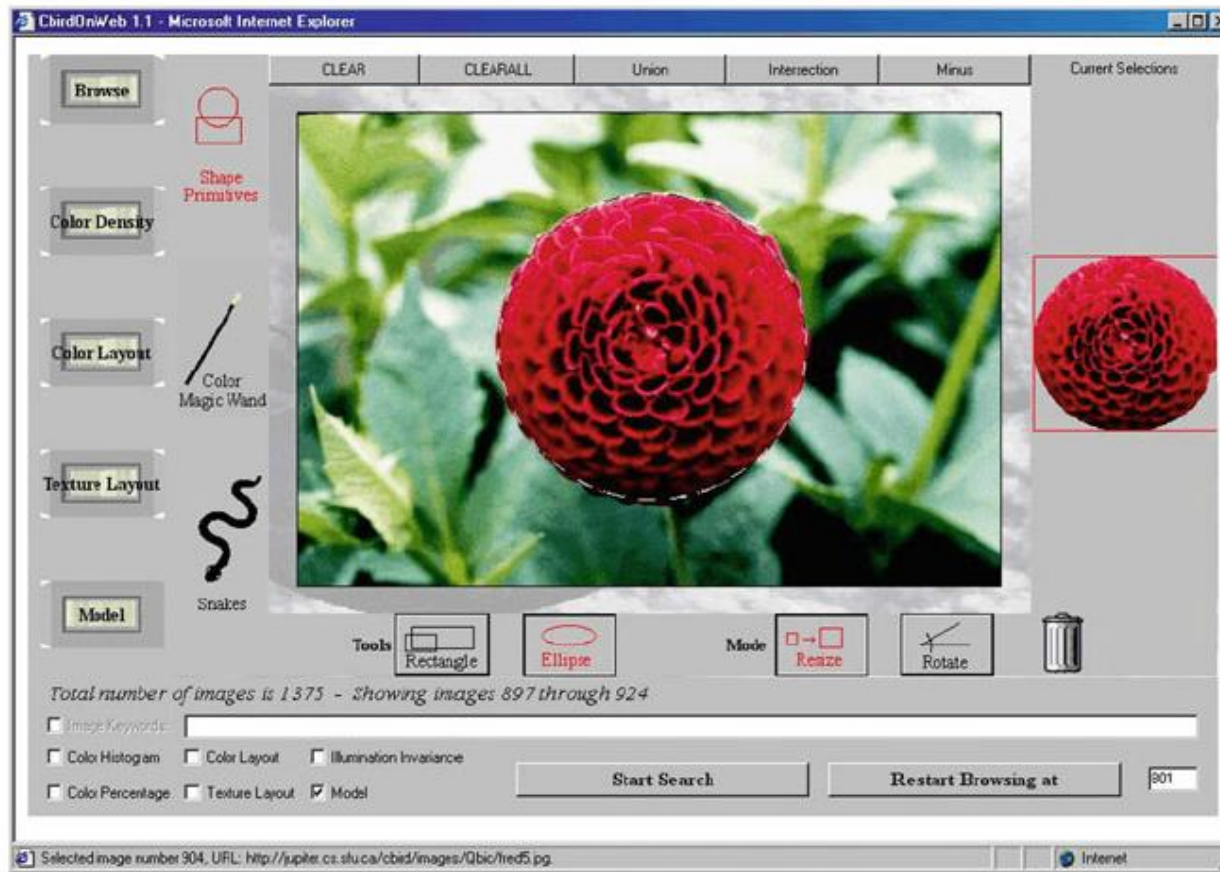 CbirdOnWeb 1.1 - Microsoft Internet Explorer
CLEAR
CLEARALL
Union
Intersection
Minus
Current Selections
Browse
Shape
Primitives
Color Density
Color Layout
Color
Magic Wand
Texture Layout
Snakes
Model
Tools
Rectangle
Ellipse
Mode
Resize
Rotate
Total number of images is 1375 - Showing images 897 through 924
Image Keywords:
Color Histogram
Color Layout
Illumination Invariance
Color Percentage
Texture Layout
Model
Start Search
Restart Browsing at
801
Selected image number 904, URL: http://jupiter.cs.sfu.ca/cbird/images/Qbic/fred5.jpg.
Internet